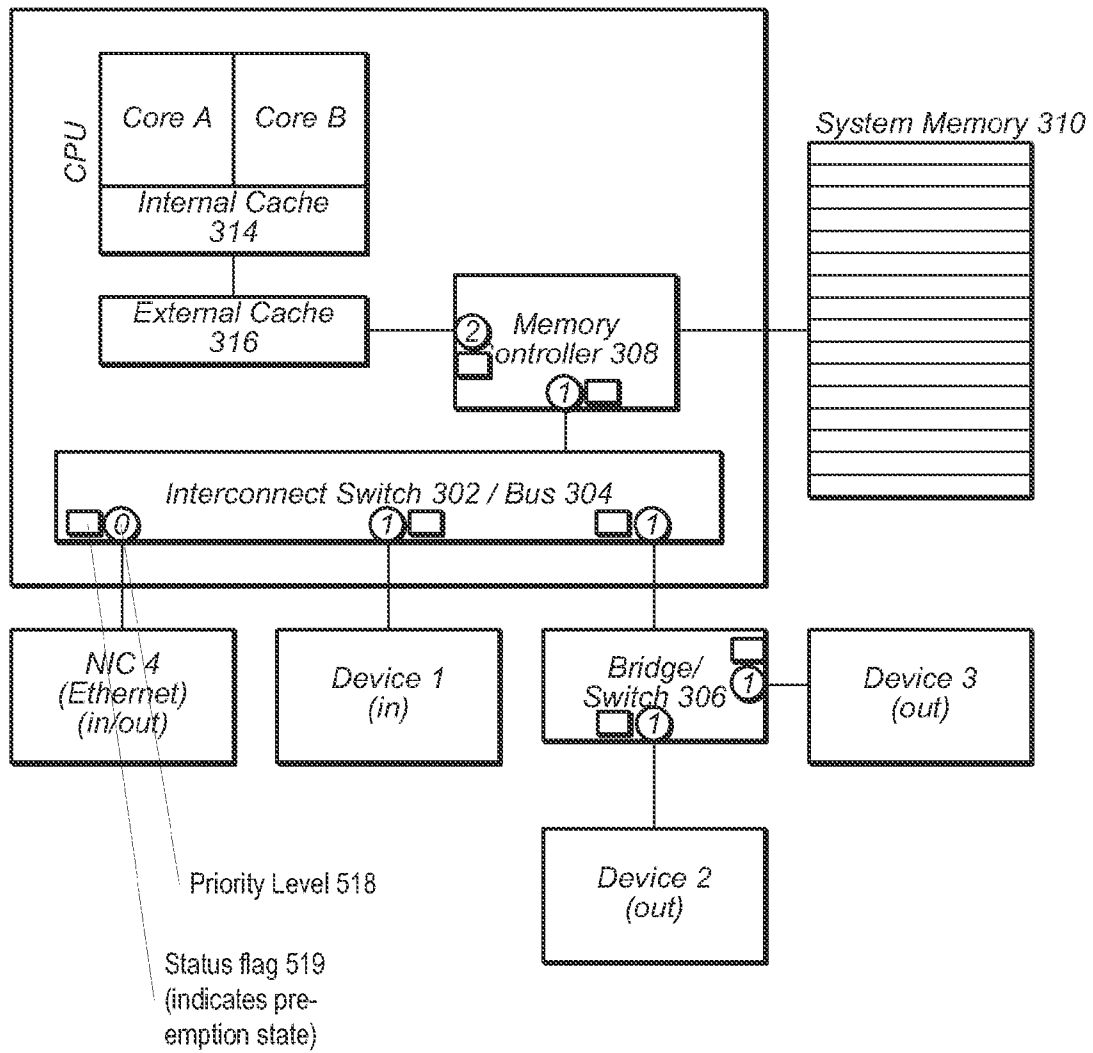 CPU
Core A
Core B
Internal Cache
314
External Cache
316
System Memory 310
2
Memory
ontroller 308
1
Interconnect Switch 302 / Bus 304
0
1
1
NIC 4
(Ethernet)
(in/out)
Device 1
(in)
Bridge/
Switch 306
1
1
Device 3
(out)
Device 2
(out)
Priority Level 518
Status flag 519
(indicates pre-
emption state)